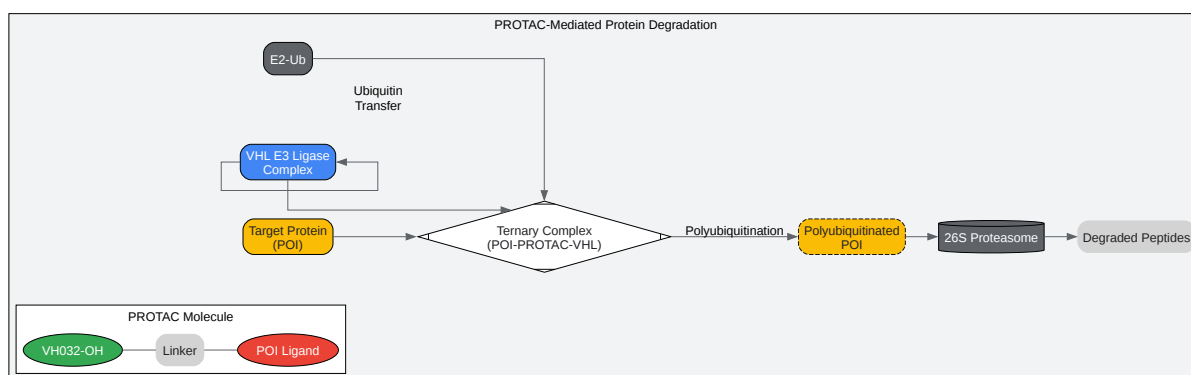 PROTAC-Mediated Protein Degradation
E2-Ub
Ubiquitin
Transfer
VHL E3 Ligase
Complex
Target Protein
(POI)
Ternary Complex
(POI-PROTAC-VHL)
Polyubiquitination
Polyubiquitinated
POI
26S Proteasome
Degraded Peptides
PROTAC Molecule
VH032-OH
Linker
POI Ligand